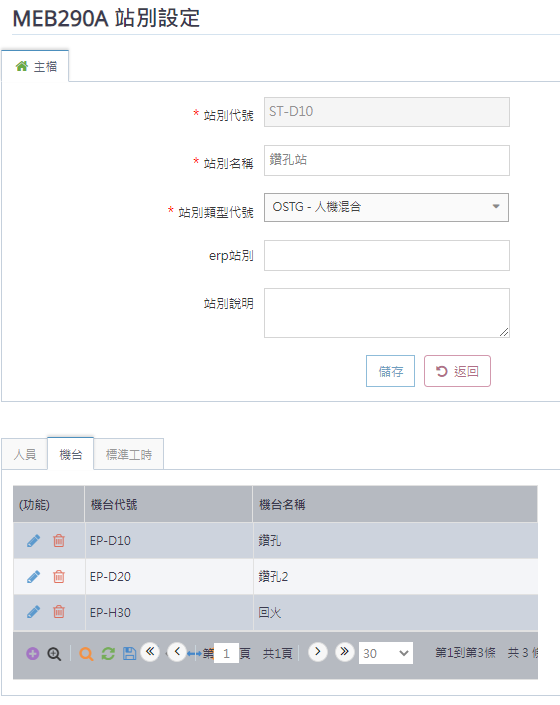 MEB290A 站別設定
主檔
* 站別代號 ST-D10
* 站別名稱 鑽孔站
* 站別類型代號 OSTG - 人機混合
erp站別
站別說明
儲存 返回
人員 機台 標準工時
(功能) 機台代號 機台名稱
EP-D10 鑽孔
EP-D20 鑽孔2
EP-H30 回火
第 1 頁 共1頁 30 第1到第3條 共 3